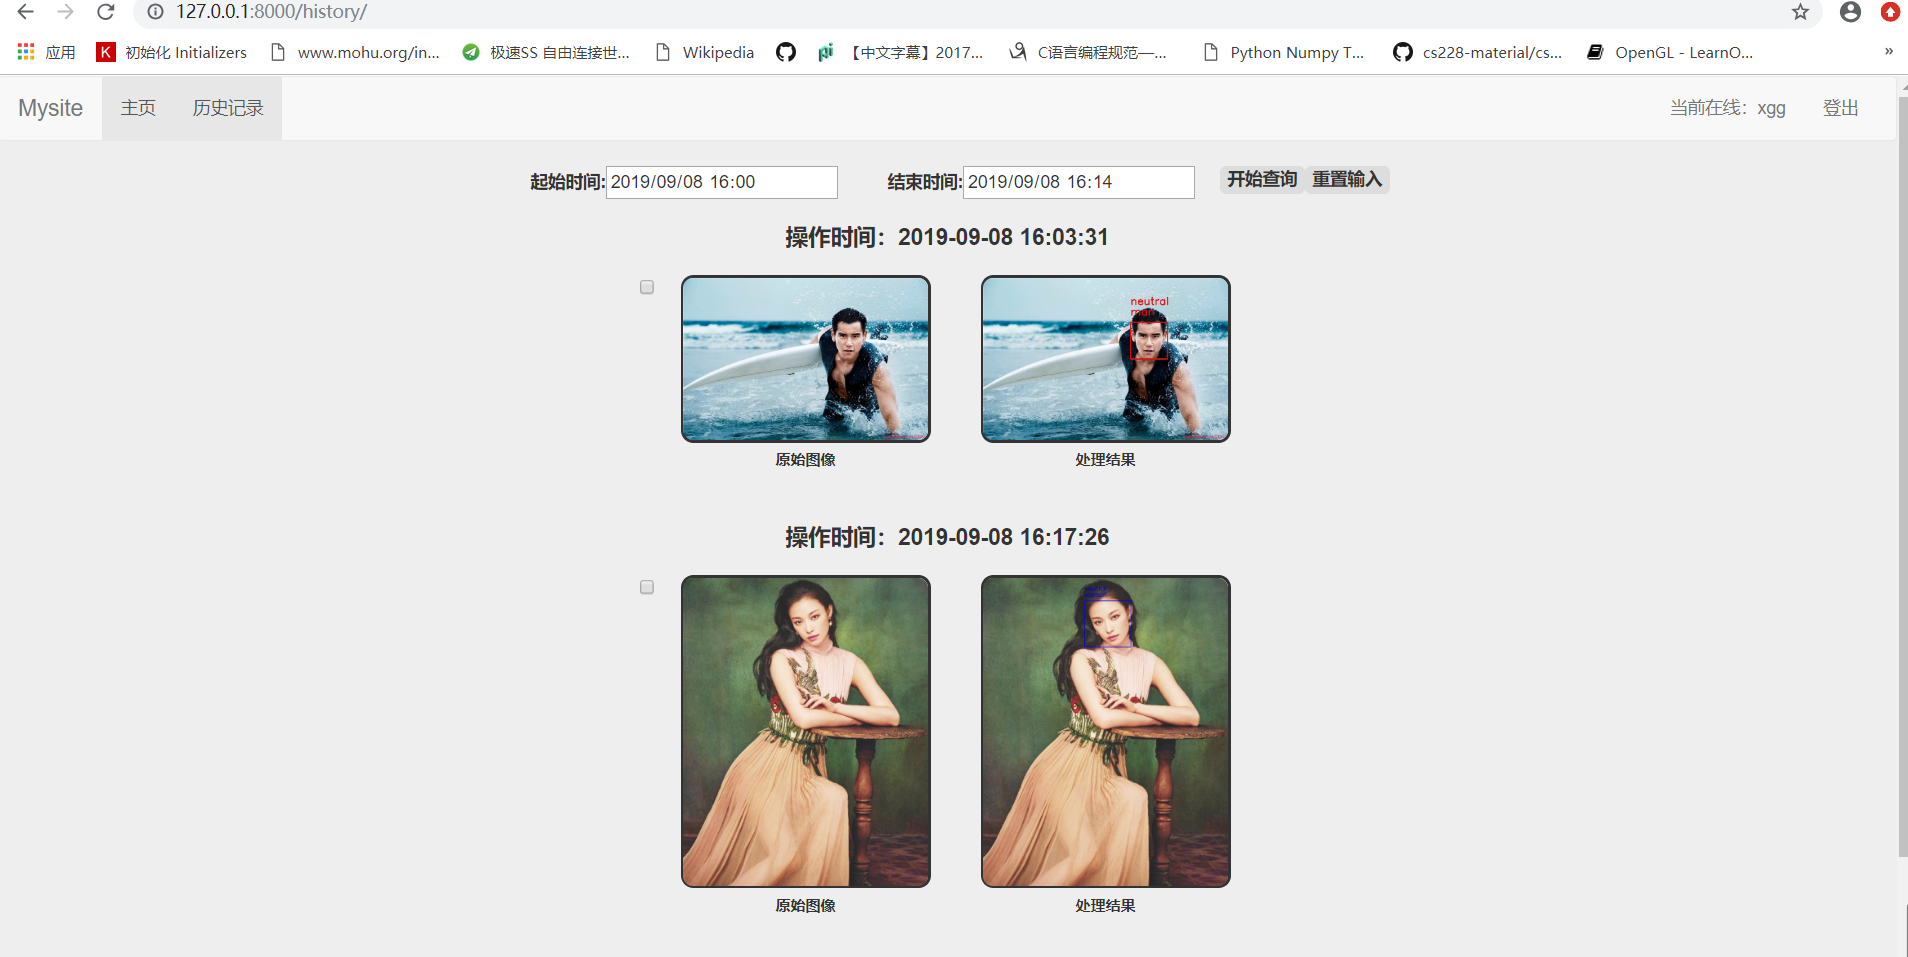 127.0.0.1:8000/history/
应用 初始化 Initializers www.mohu.org/in... 极速SS 自由连接世... Wikipedia 【中文字幕】2017... C语言编程规范—... Python Numpy T... cs228-material/cs... OpenGL - LearnO... »
Mysite 主页 历史记录 当前在线：xgg 登出
起始时间: 2019/09/08 16:00 结束时间: 2019/09/08 16:14 开始查询 重置输入
操作时间：2019-09-08 16:03:31
neutral
man
原始图像 处理结果
操作时间：2019-09-08 16:17:26
原始图像 处理结果